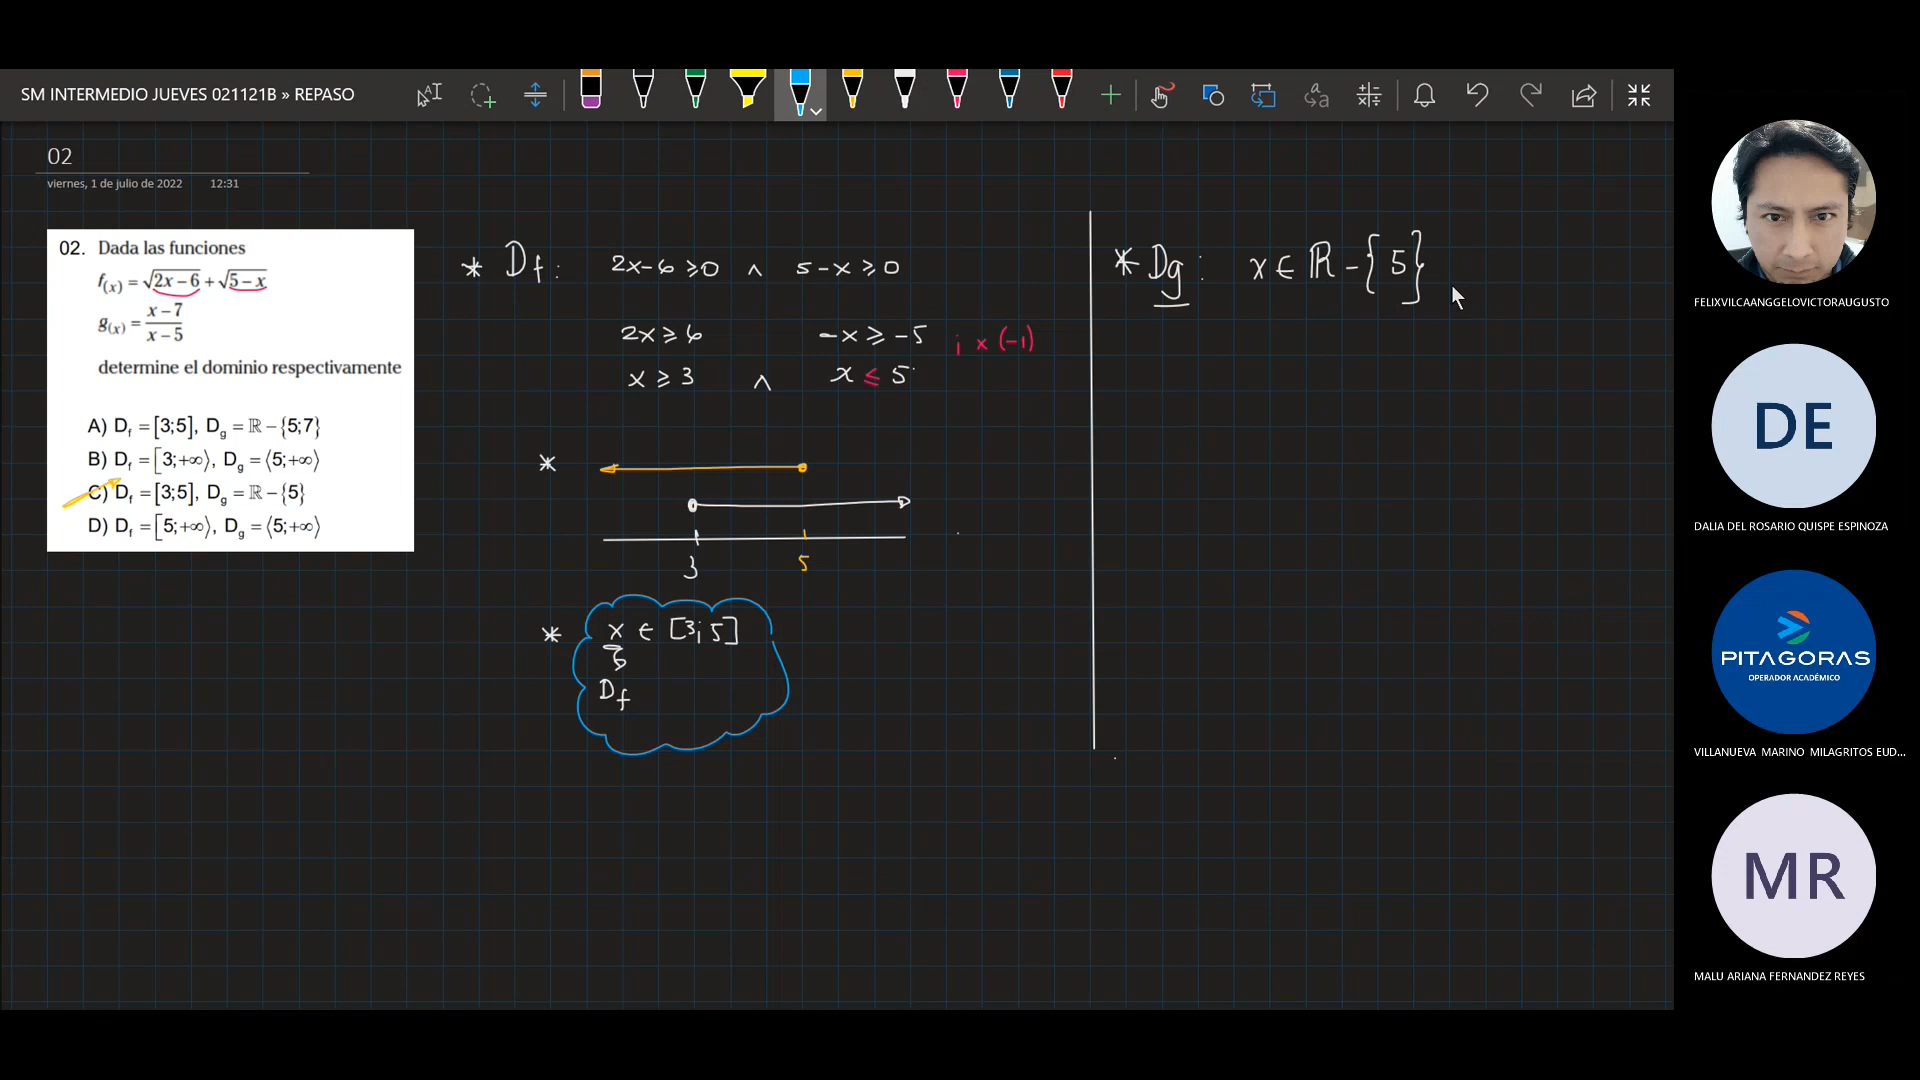 SM INTERMEDIO JUEVES 021121B » REPASO
02
viernes, 1 de julio de 2022 12:31
02. Dada las funciones
f(x) = √2x – 6 + √5 – x
g(x) = x – 7 / x – 5
determine el dominio respectivamente
A) Df = [3;5], Dg = ℝ – {5;7}
B) Df = [3;+∞⟩, Dg = ⟨5;+∞⟩
C) Df = [3;5], Dg = ℝ – {5}
D) Df = [5;+∞⟩, Dg = ⟨5;+∞⟩
* Df : 2x-6 ⩾ 0 ∧ 5-x ⩾ 0
2x ⩾ 6 -x ⩾ -5 ¡ x (-1)
x ⩾ 3 ∧ x ≤ 5
*
3 5
* x ∈ [3; 5]
Df
* Dg : x ∈ ℝ - {5}
FELIXVILCAANGGELOVICTORAUGUSTO
DE
DALIA DEL ROSARIO QUISPE ESPINOZA
PITAGORAS
OPERADOR ACADÉMICO
VILLANUEVA MARINO MILAGRITOS EUD...
MR
MALU ARIANA FERNANDEZ REYES